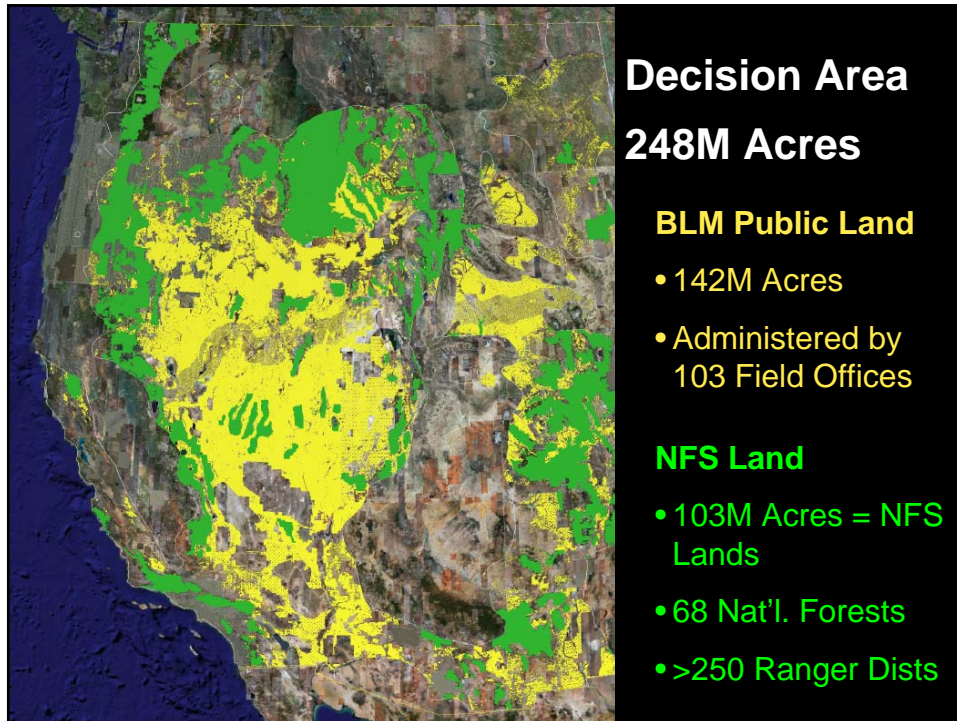 Decision Area
248M Acres
BLM Public Land
• 142M Acres
• Administered by
103 Field Offices
NFS Land
• 103M Acres = NFS
Lands
• 68 Nat’l. Forests
• >250 Ranger Dists